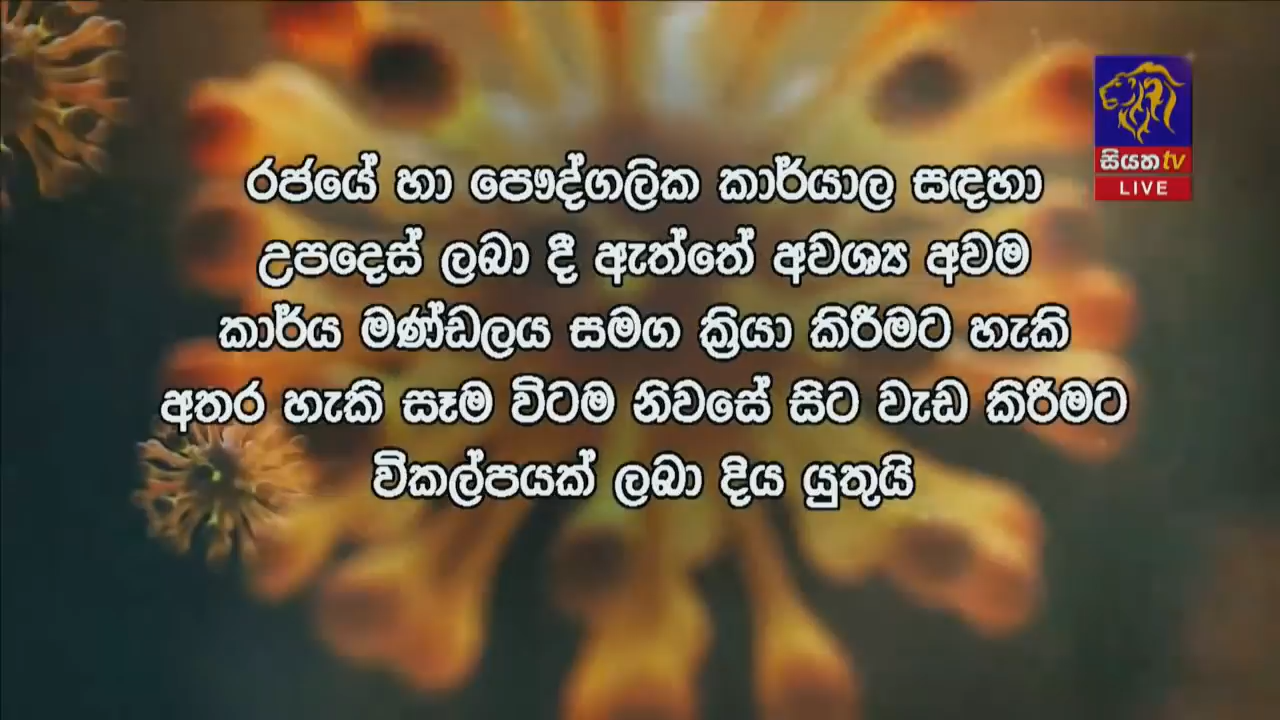 රජයේ හා පෞද්ගලික කාර්යාල සඳහා
උපදෙස් ලබා දී ඇත්තේ අවශ්‍ය අවම
කාර්ය මණ්ඩලය සමග ක්‍රියා කිරීමට හැකි
අතර හැකි සෑම විටම නිවසේ සිට වැඩ කිරීමට
විකල්පයක් ලබා දිය යුතුයි
සියත tv
LIVE